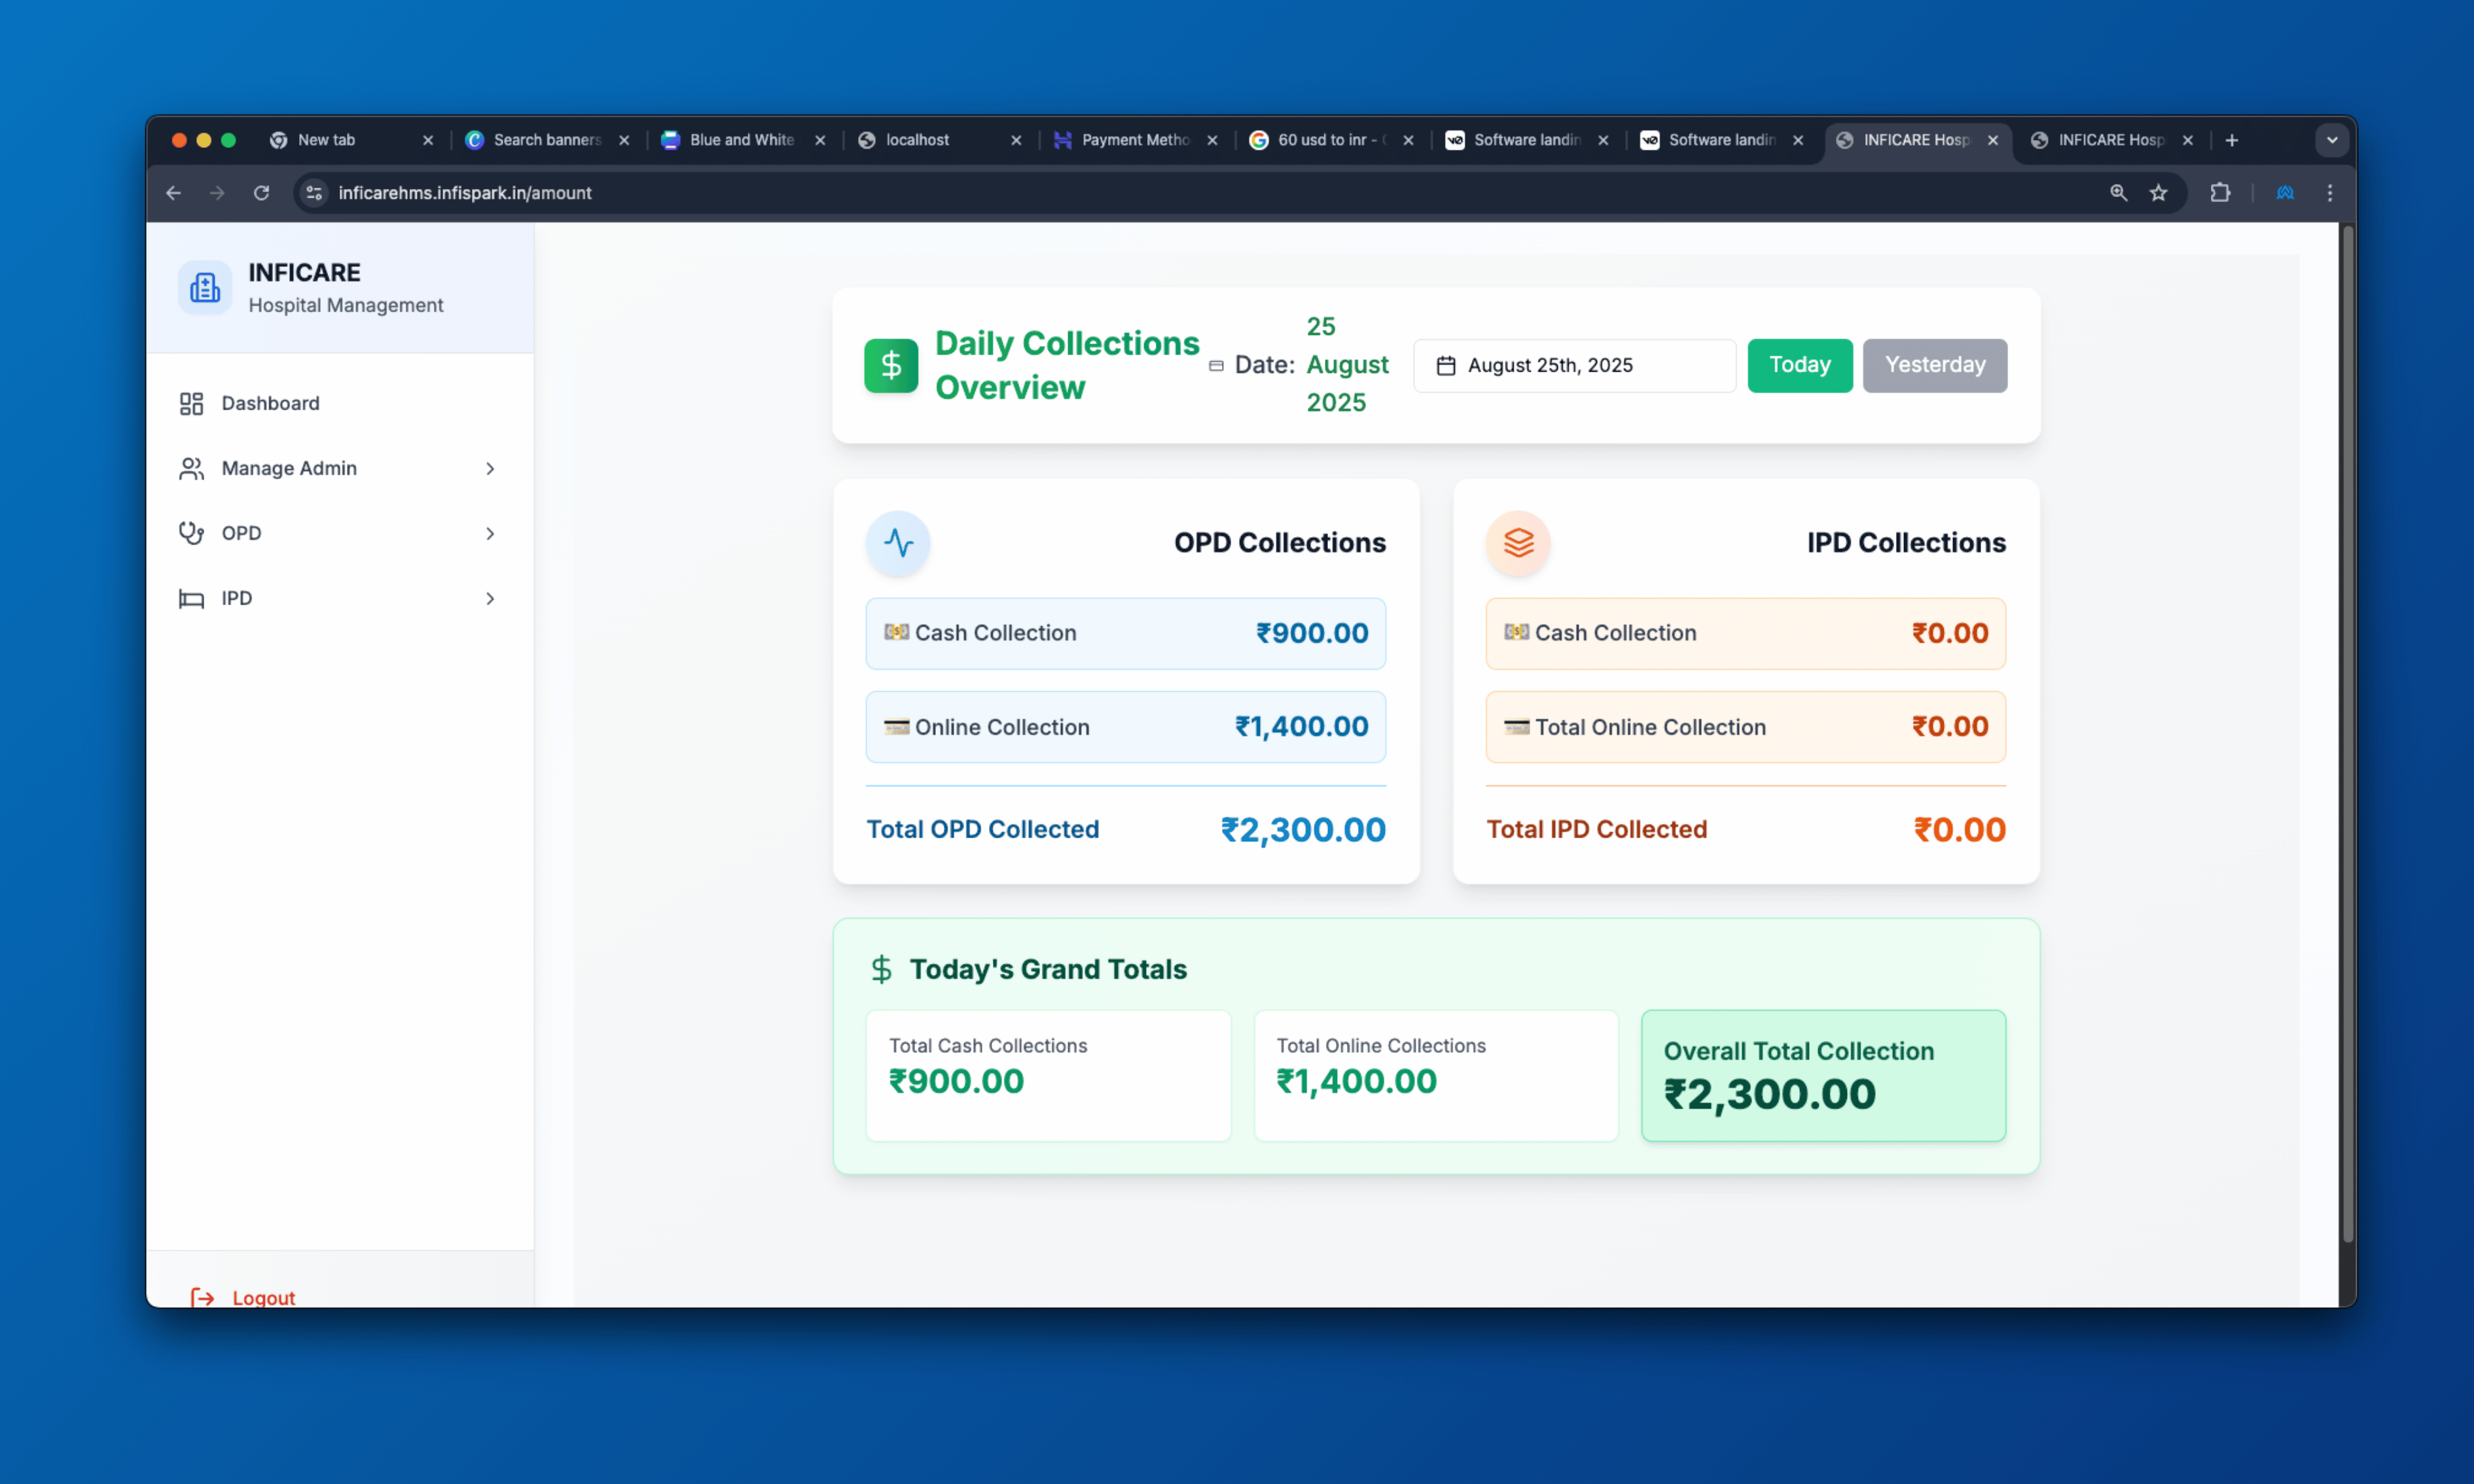 New tab
Search banners
Blue and White
localhost
Payment Metho
60 usd to inr -
Software landin
Software landin
INFICARE Hosp
INFICARE Hosp
inficarehms.infispark.in/amount
INFICARE
Hospital Management
Dashboard
Manage Admin
OPD
IPD
Logout
Daily Collections
Overview
Date:
25
August
2025
August 25th, 2025
Today
Yesterday
OPD Collections
Cash Collection ₹900.00
Online Collection ₹1,400.00
Total OPD Collected ₹2,300.00
IPD Collections
Cash Collection ₹0.00
Total Online Collection ₹0.00
Total IPD Collected ₹0.00
$ Today's Grand Totals
Total Cash Collections
₹900.00
Total Online Collections
₹1,400.00
Overall Total Collection
₹2,300.00